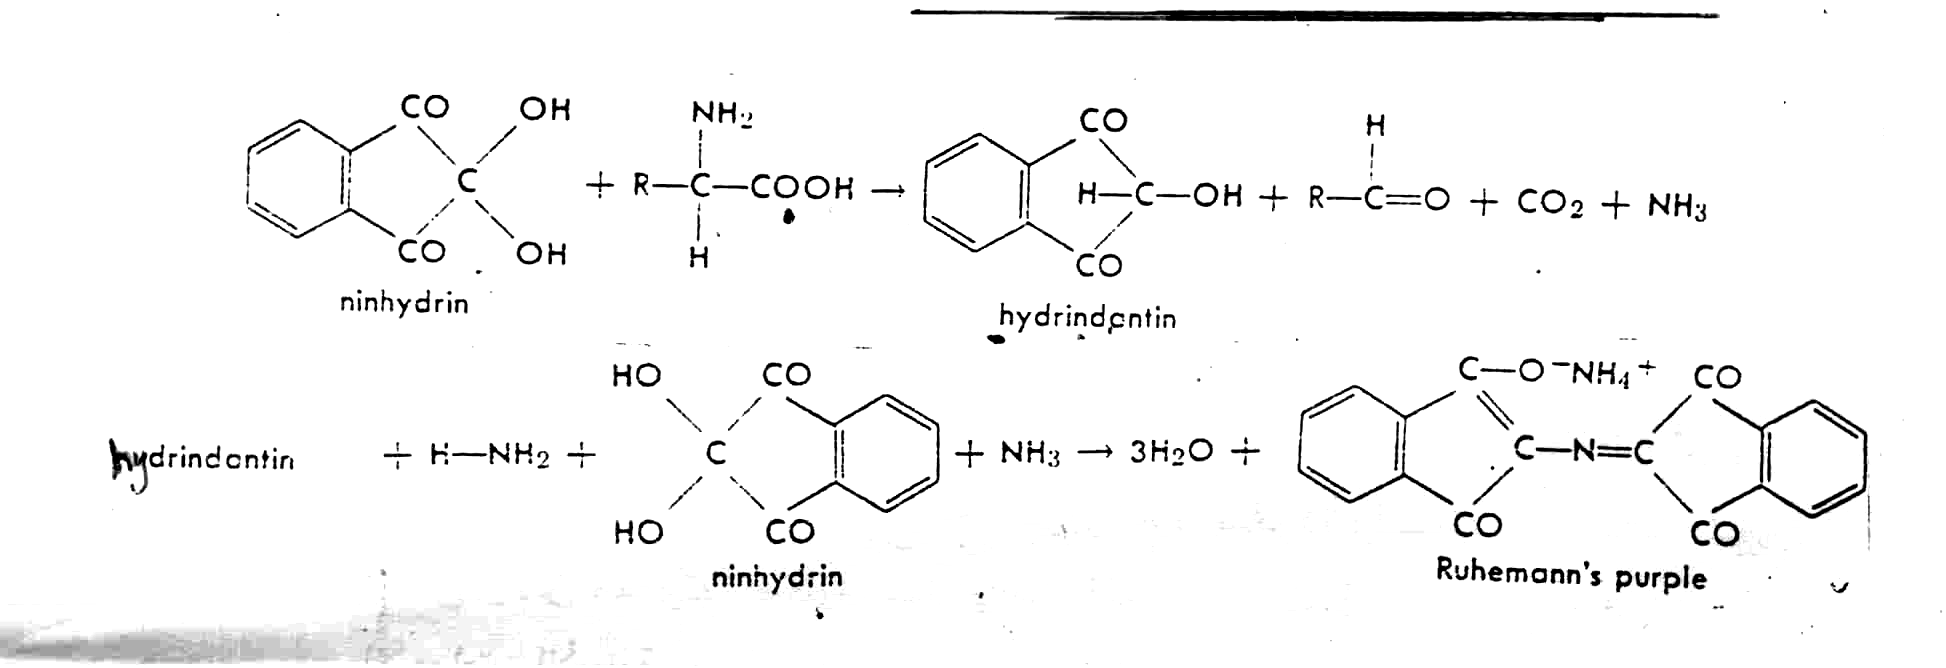 CO OH NH₂ CO H
C + R—C—COOH → H—C—OH + R—C=O + CO₂ + NH₃
CO OH H CO
ninhydrin hydrindantin
HO CO C—O⁻NH₄⁺ CO
hydrindantin + H—NH₂ + C + NH₃ → 3H₂O + C—N=C
HO CO CO CO
ninhydrin Ruhemann's purple